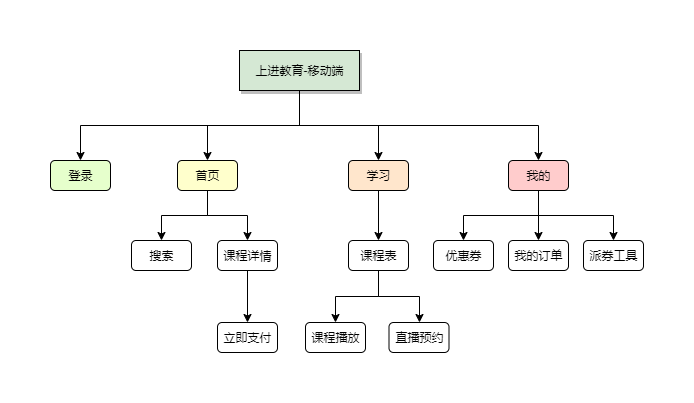 上进教育-移动端
登录
首页
学习
我的
搜索
课程详情
课程表
优惠券
我的订单
派券工具
立即支付
课程播放
直播预约